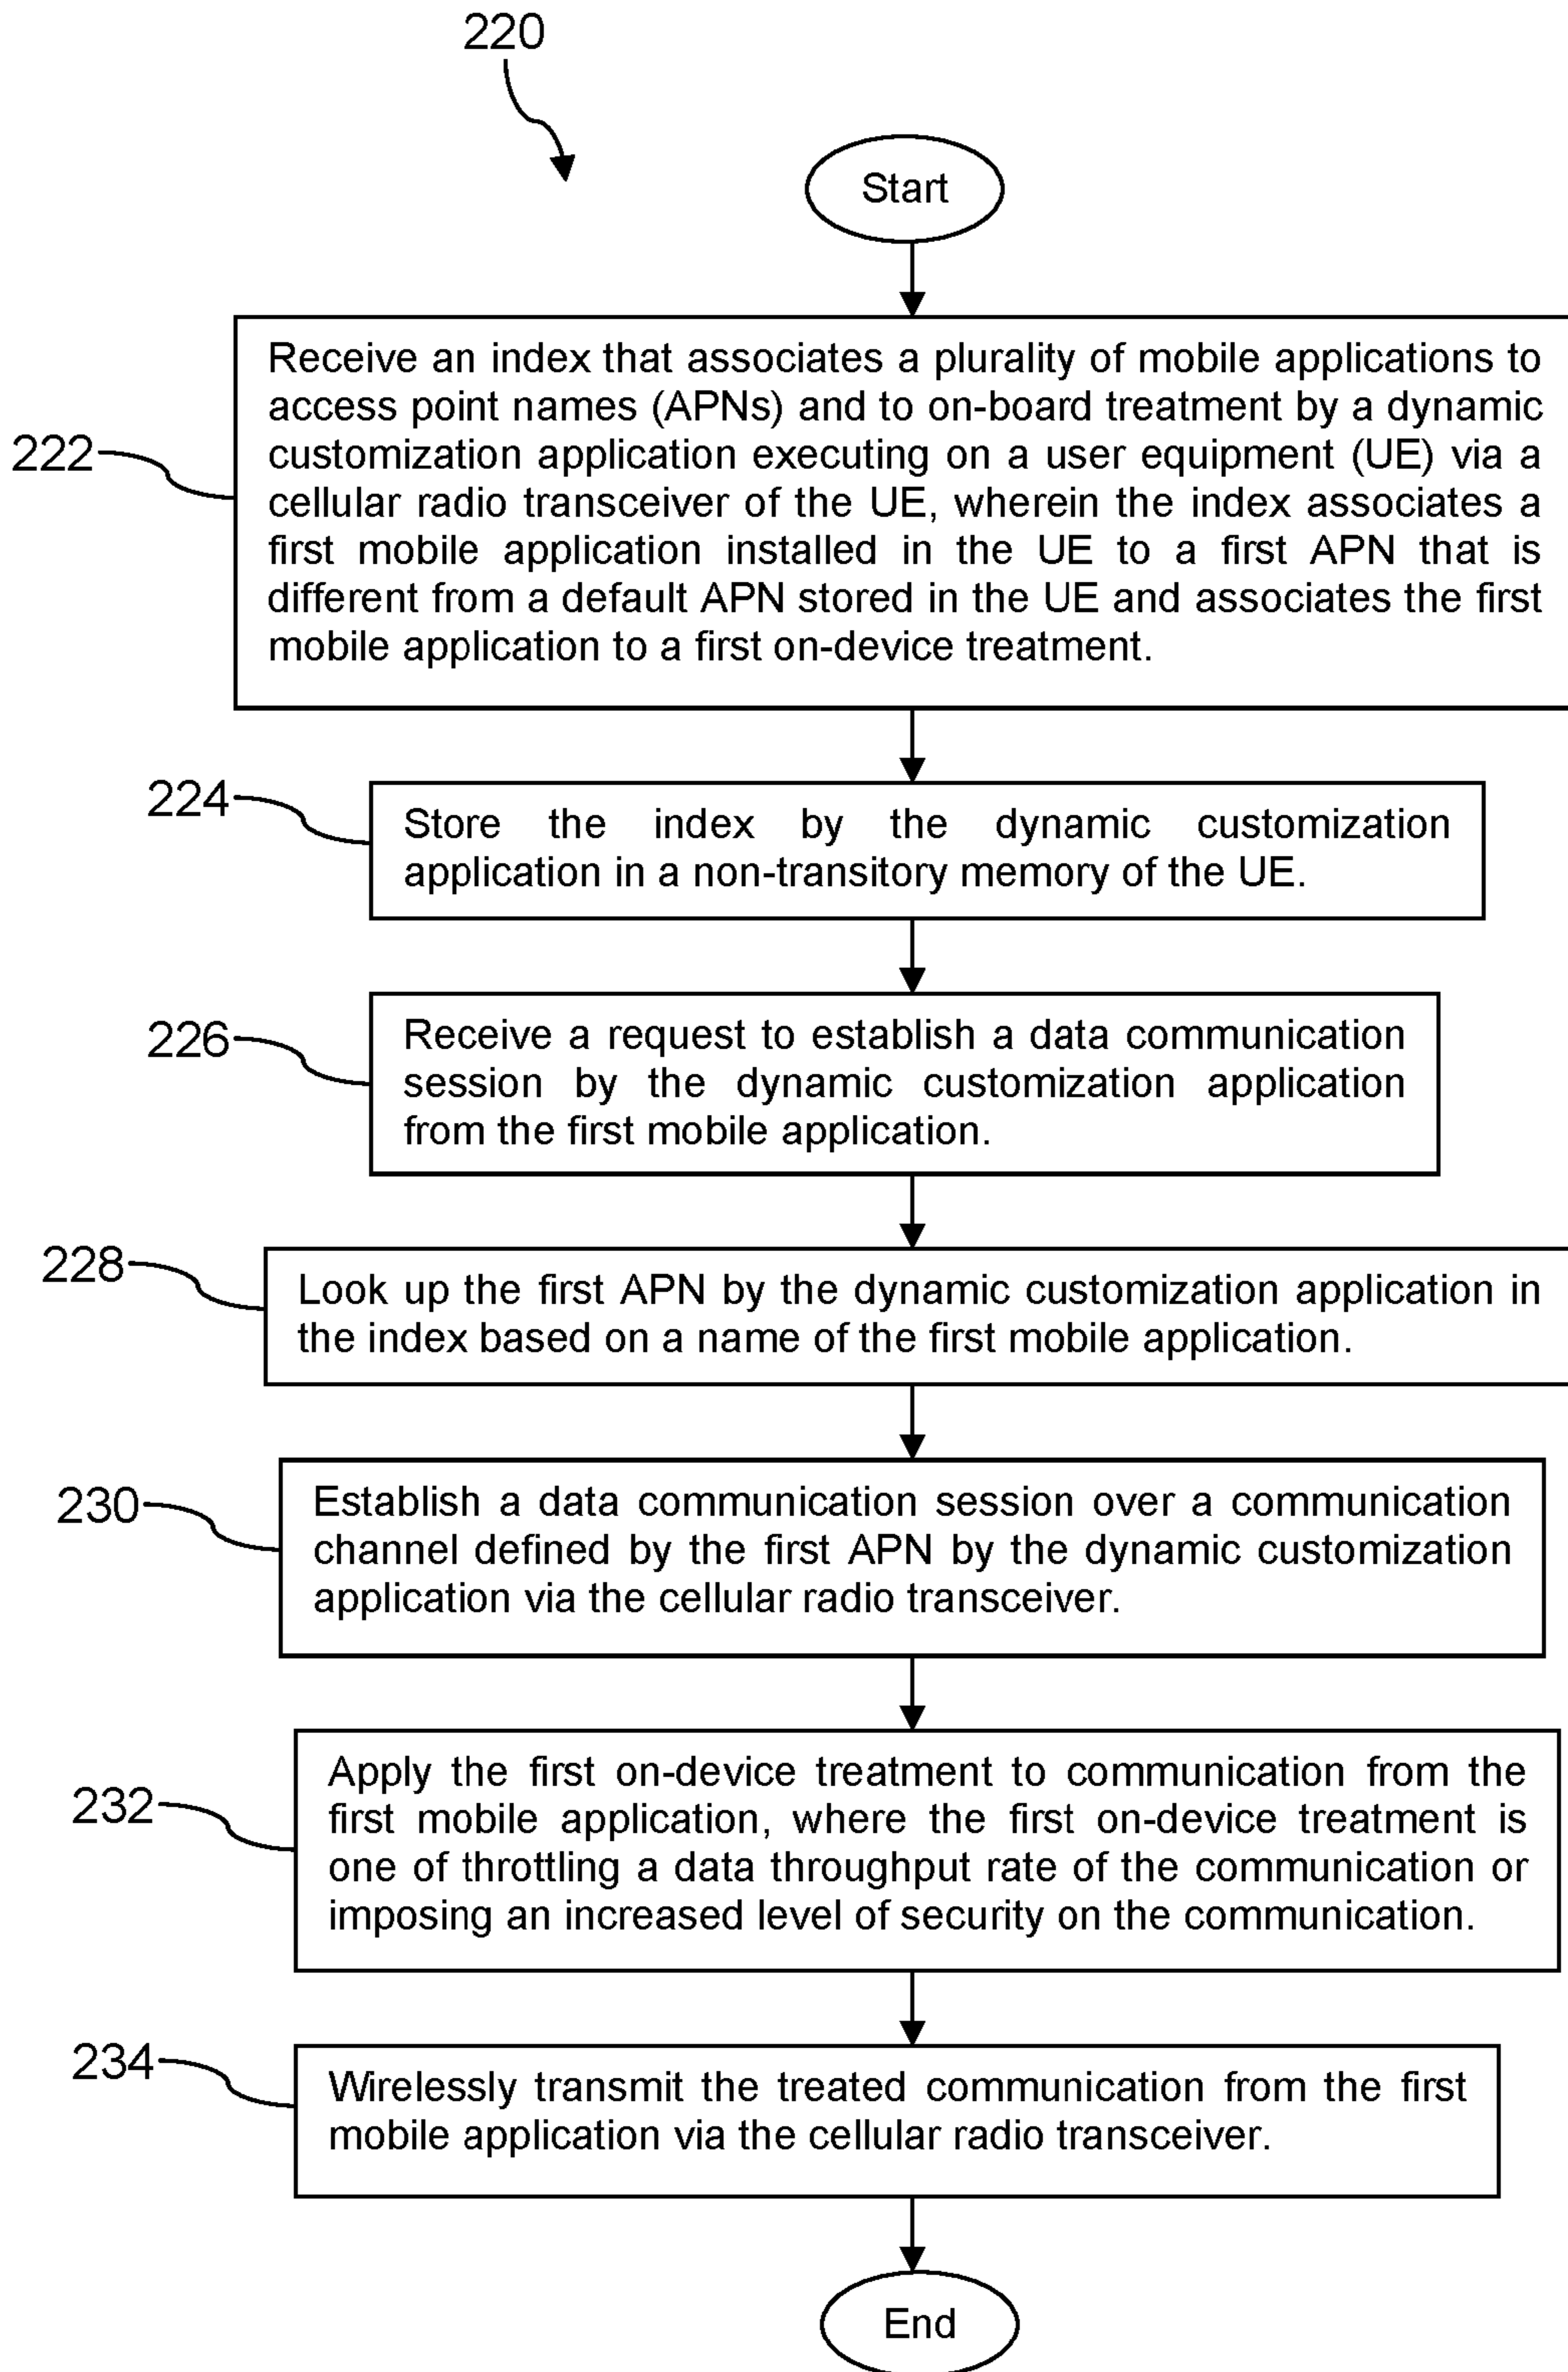 220
Start
222
Receive an index that associates a plurality of mobile applications to
access point names (APNs) and to on-board treatment by a dynamic
customization application executing on a user equipment (UE) via a
cellular radio transceiver of the UE, wherein the index associates a
first mobile application installed in the UE to a first APN that is
different from a default APN stored in the UE and associates the first
mobile application to a first on-device treatment.
224
Store the index by the dynamic customization
application in a non-transitory memory of the UE.
226
Receive a request to establish a data communication
session by the dynamic customization application
from the first mobile application.
228
Look up the first APN by the dynamic customization application in
the index based on a name of the first mobile application.
230
Establish a data communication session over a communication
channel defined by the first APN by the dynamic customization
application via the cellular radio transceiver.
232
Apply the first on-device treatment to communication from the
first mobile application, where the first on-device treatment is
one of throttling a data throughput rate of the communication or
imposing an increased level of security on the communication.
234
Wirelessly transmit the treated communication from the first
mobile application via the cellular radio transceiver.
End